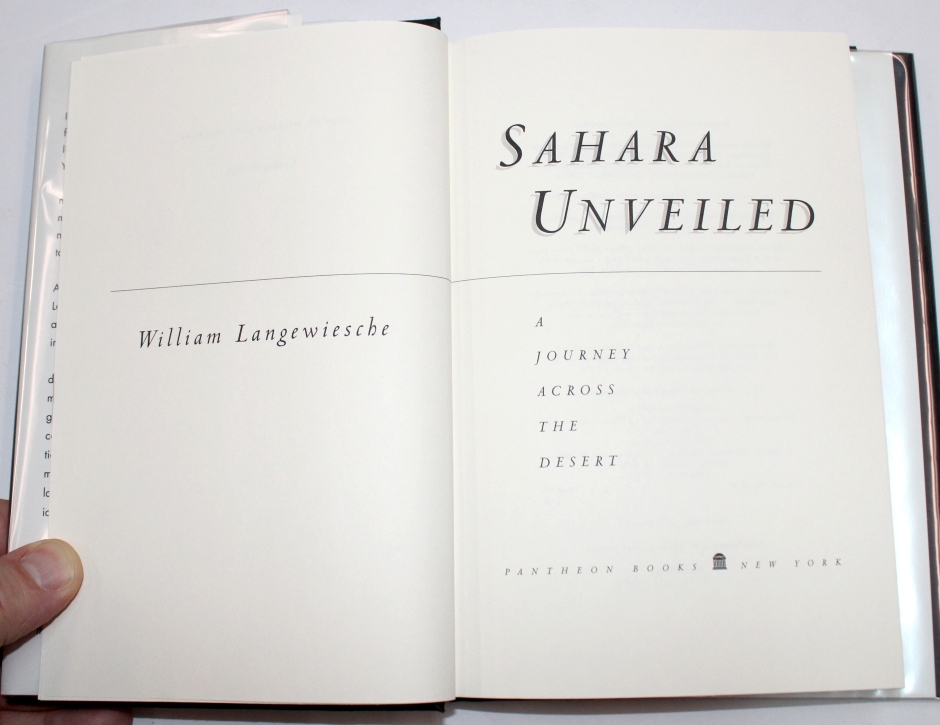 William Langewiesche
SAHARA
UNVEILED
A
JOURNEY
ACROSS
THE
DESERT
PANTHEON BOOKS NEW YORK